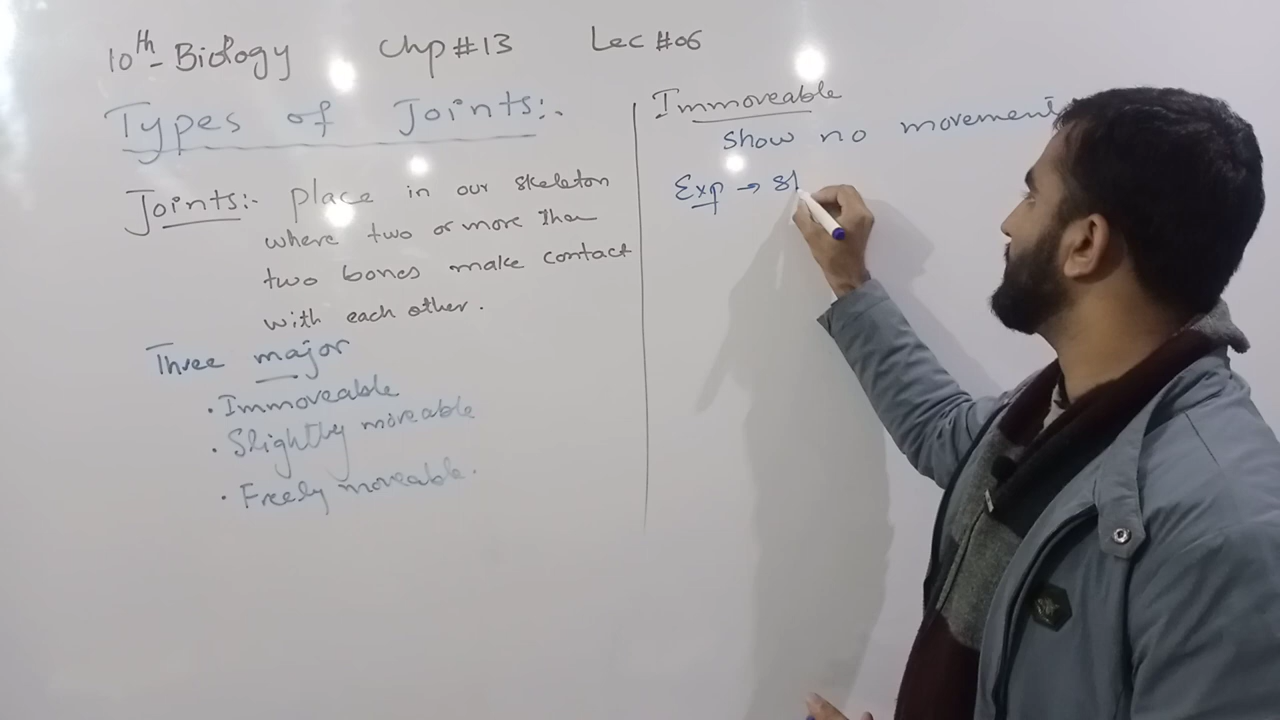 10th- Biology Chp #13 Lec #06
Types of Joints:.
Joints:- place in our skeleton
where two or more than
two bones make contact
with each other.
Three major
. Immoveable
. Slightly moveable
. Freely moveable.
Immoveable
show no movement
Exp → sk